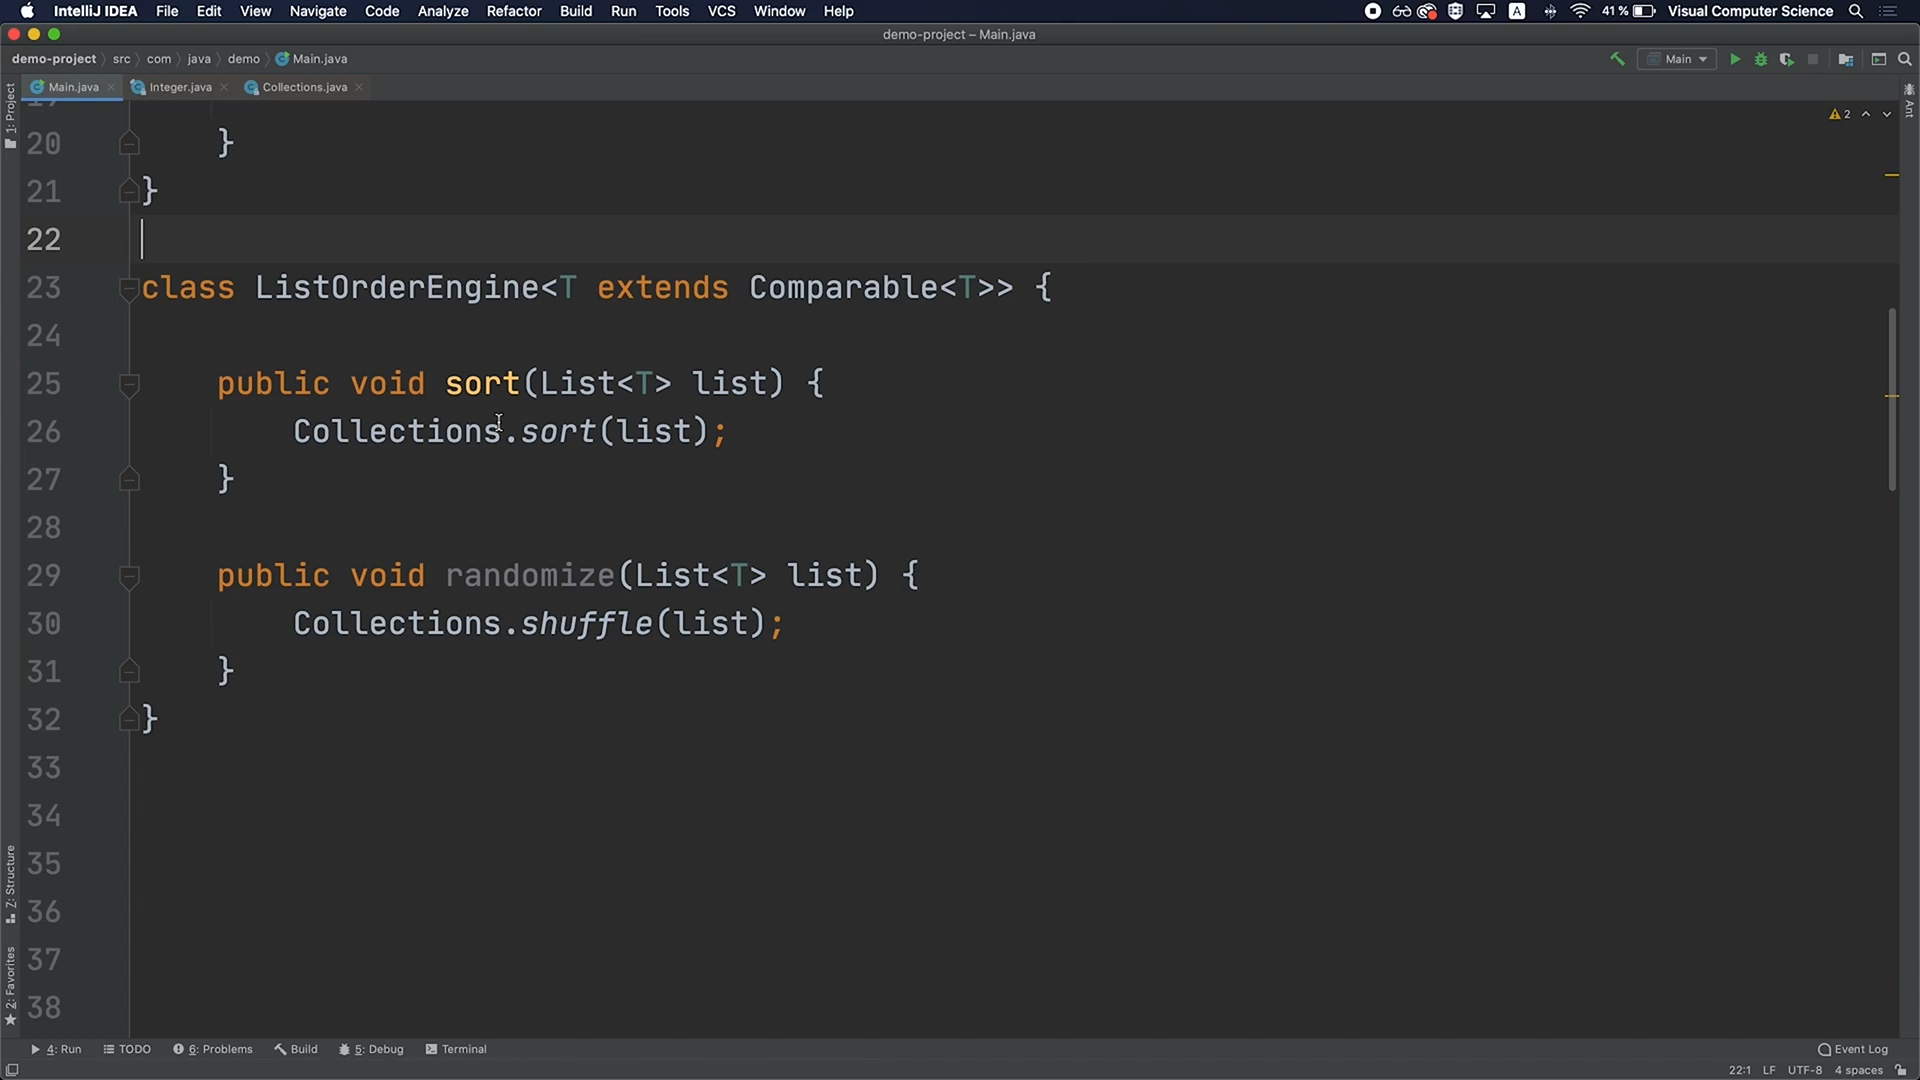 IntelliJ IDEA File Edit View Navigate Code Analyze Refactor Build Run Tools VCS Window Help A 41 % Visual Computer Science
demo-project – Main.java
demo-project src com java demo Main.java Main
Main.java Integer.java Collections.java
1: Project
Ant
2
20 }
21 }
22
23 class ListOrderEngine<T extends Comparable<T>> {
24
25 public void sort(List<T> list) {
26 Collections.sort(list);
27 }
28
29 public void randomize(List<T> list) {
30 Collections.shuffle(list);
31 }
32 }
33
34
35
36
37
38
Z: Structure
2: Favorites
4: Run TODO 6: Problems Build 5: Debug Terminal Event Log
22:1 LF UTF-8 4 spaces